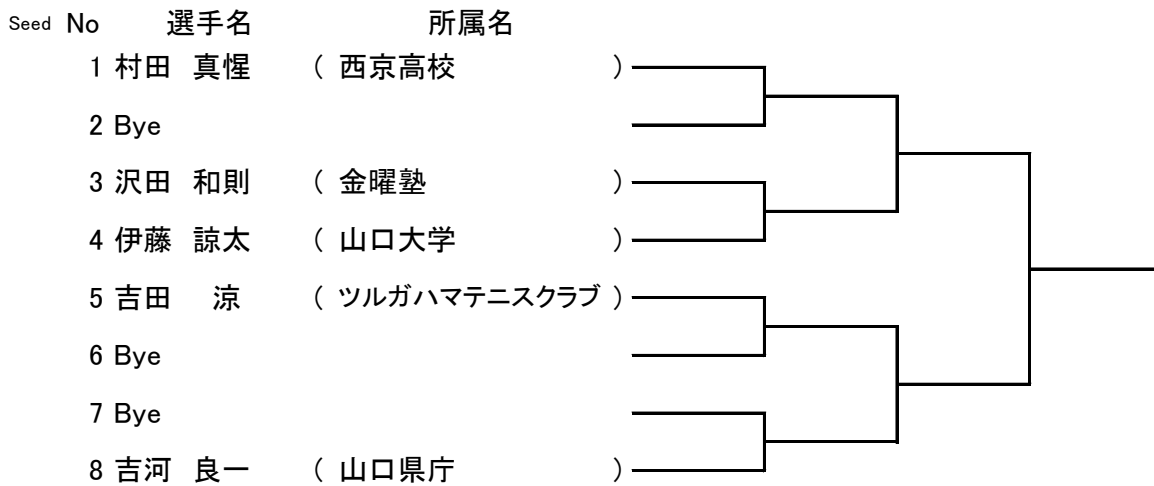 Seed No 選手名 所属名
1 村田 真惺 ( 西京高校 )
2 Bye
3 沢田 和則 ( 金曜塾 )
4 伊藤 諒太 ( 山口大学 )
5 吉田 涼 ( ツルガハマテニスクラブ )
6 Bye
7 Bye
8 吉河 良一 ( 山口県庁 )